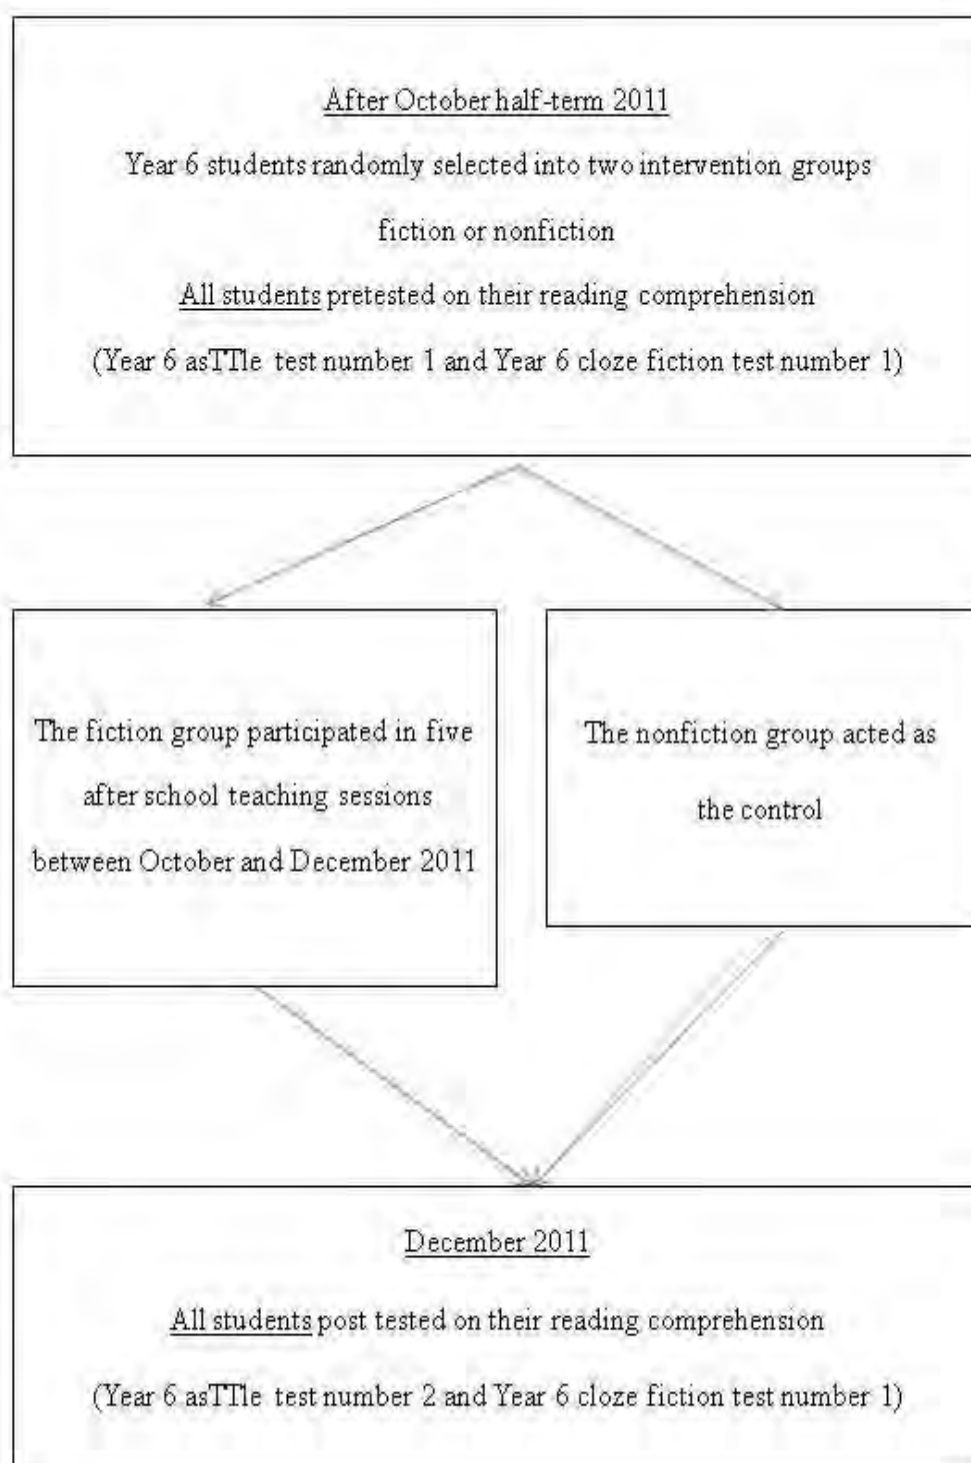 After October half-term 2011
Year 6 students randomly selected into two intervention groups
fiction or nonfiction
All students pretested on their reading comprehension
(Year 6 asTTle test number 1 and Year 6 cloze fiction test number 1)
The fiction group participated in five
after school teaching sessions
between October and December 2011
The nonfiction group acted as
the control
December 2011
All students post tested on their reading comprehension
(Year 6 asTTle test number 2 and Year 6 cloze fiction test number 1)